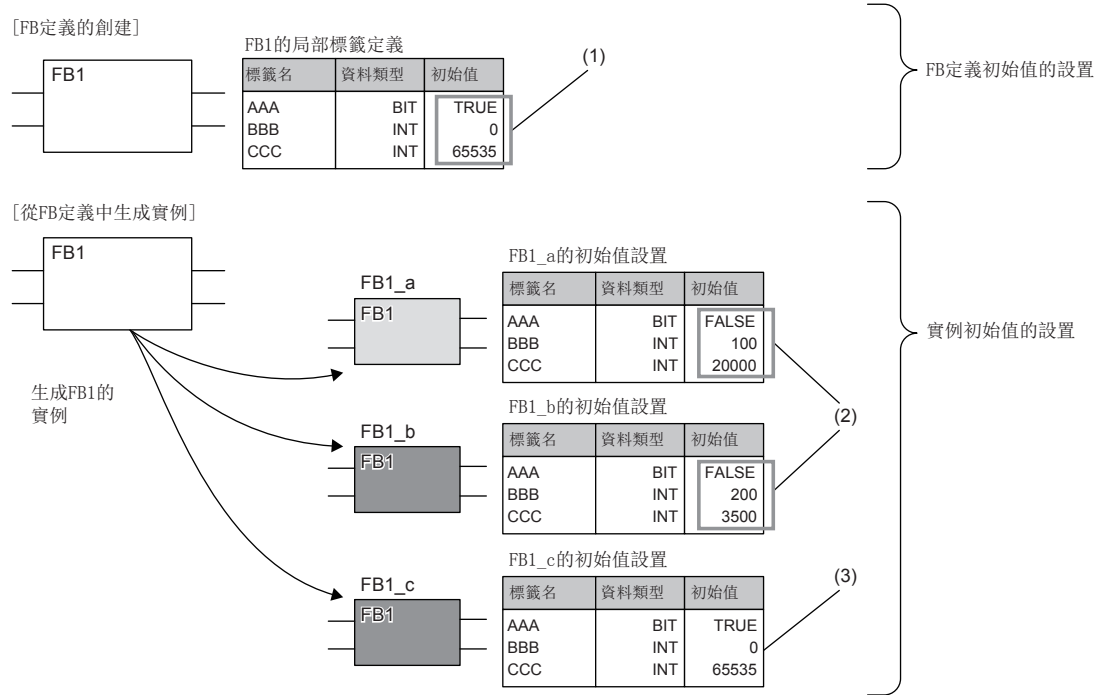 [FB定義的創建]
FB1
FB1的局部標籤定義
標籤名 資料類型 初始值
AAA BIT TRUE
BBB INT 0
CCC INT 65535
(1)
FB定義初始值的設置
[從FB定義中生成實例]
FB1
生成FB1的
實例
FB1_a
FB1
FB1_a的初始值設置
標籤名 資料類型 初始值
AAA BIT FALSE
BBB INT 100
CCC INT 20000
FB1_b
FB1
FB1_b的初始值設置
標籤名 資料類型 初始值
AAA BIT FALSE
BBB INT 200
CCC INT 3500
(2)
實例初始值的設置
FB1_c
FB1
FB1_c的初始值設置
標籤名 資料類型 初始值
AAA BIT TRUE
BBB INT 0
CCC INT 65535
(3)